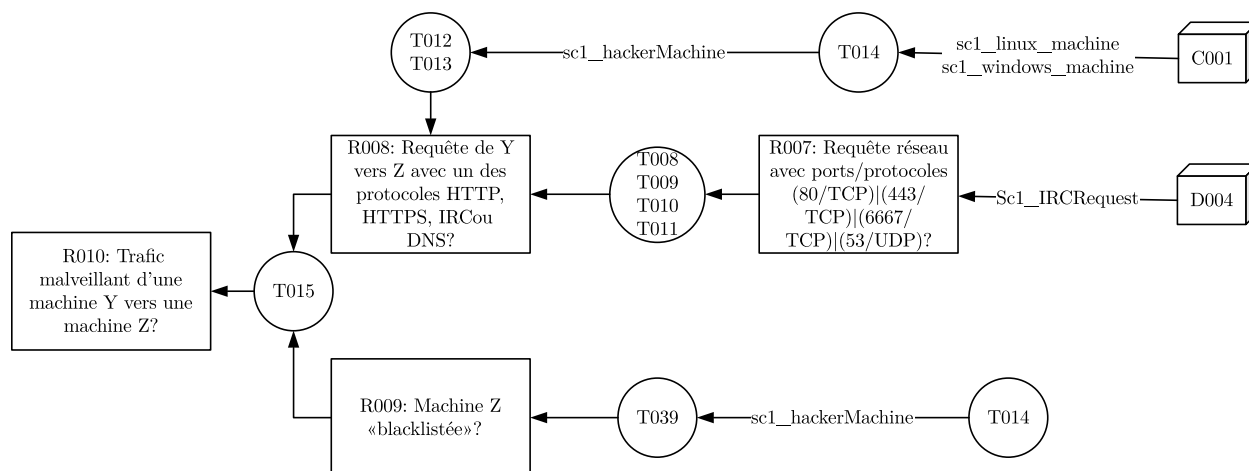 T012
T013
sc1_hackerMachine
T014
sc1_linux_machine
sc1_windows_machine
C001
R008: Requête de Y
vers Z avec un des
protocoles HTTP,
HTTPS, IRCou
DNS?
T008
T009
T010
T011
R007: Requête réseau
avec ports/protocoles
(80/TCP)|(443/
TCP)|(6667/
TCP)|(53/UDP)?
Sc1_IRCRequest
D004
R010: Trafic
malveillant d'une
machine Y vers une
machine Z?
T015
R009: Machine Z
«blacklistée»?
T039
sc1_hackerMachine
T014